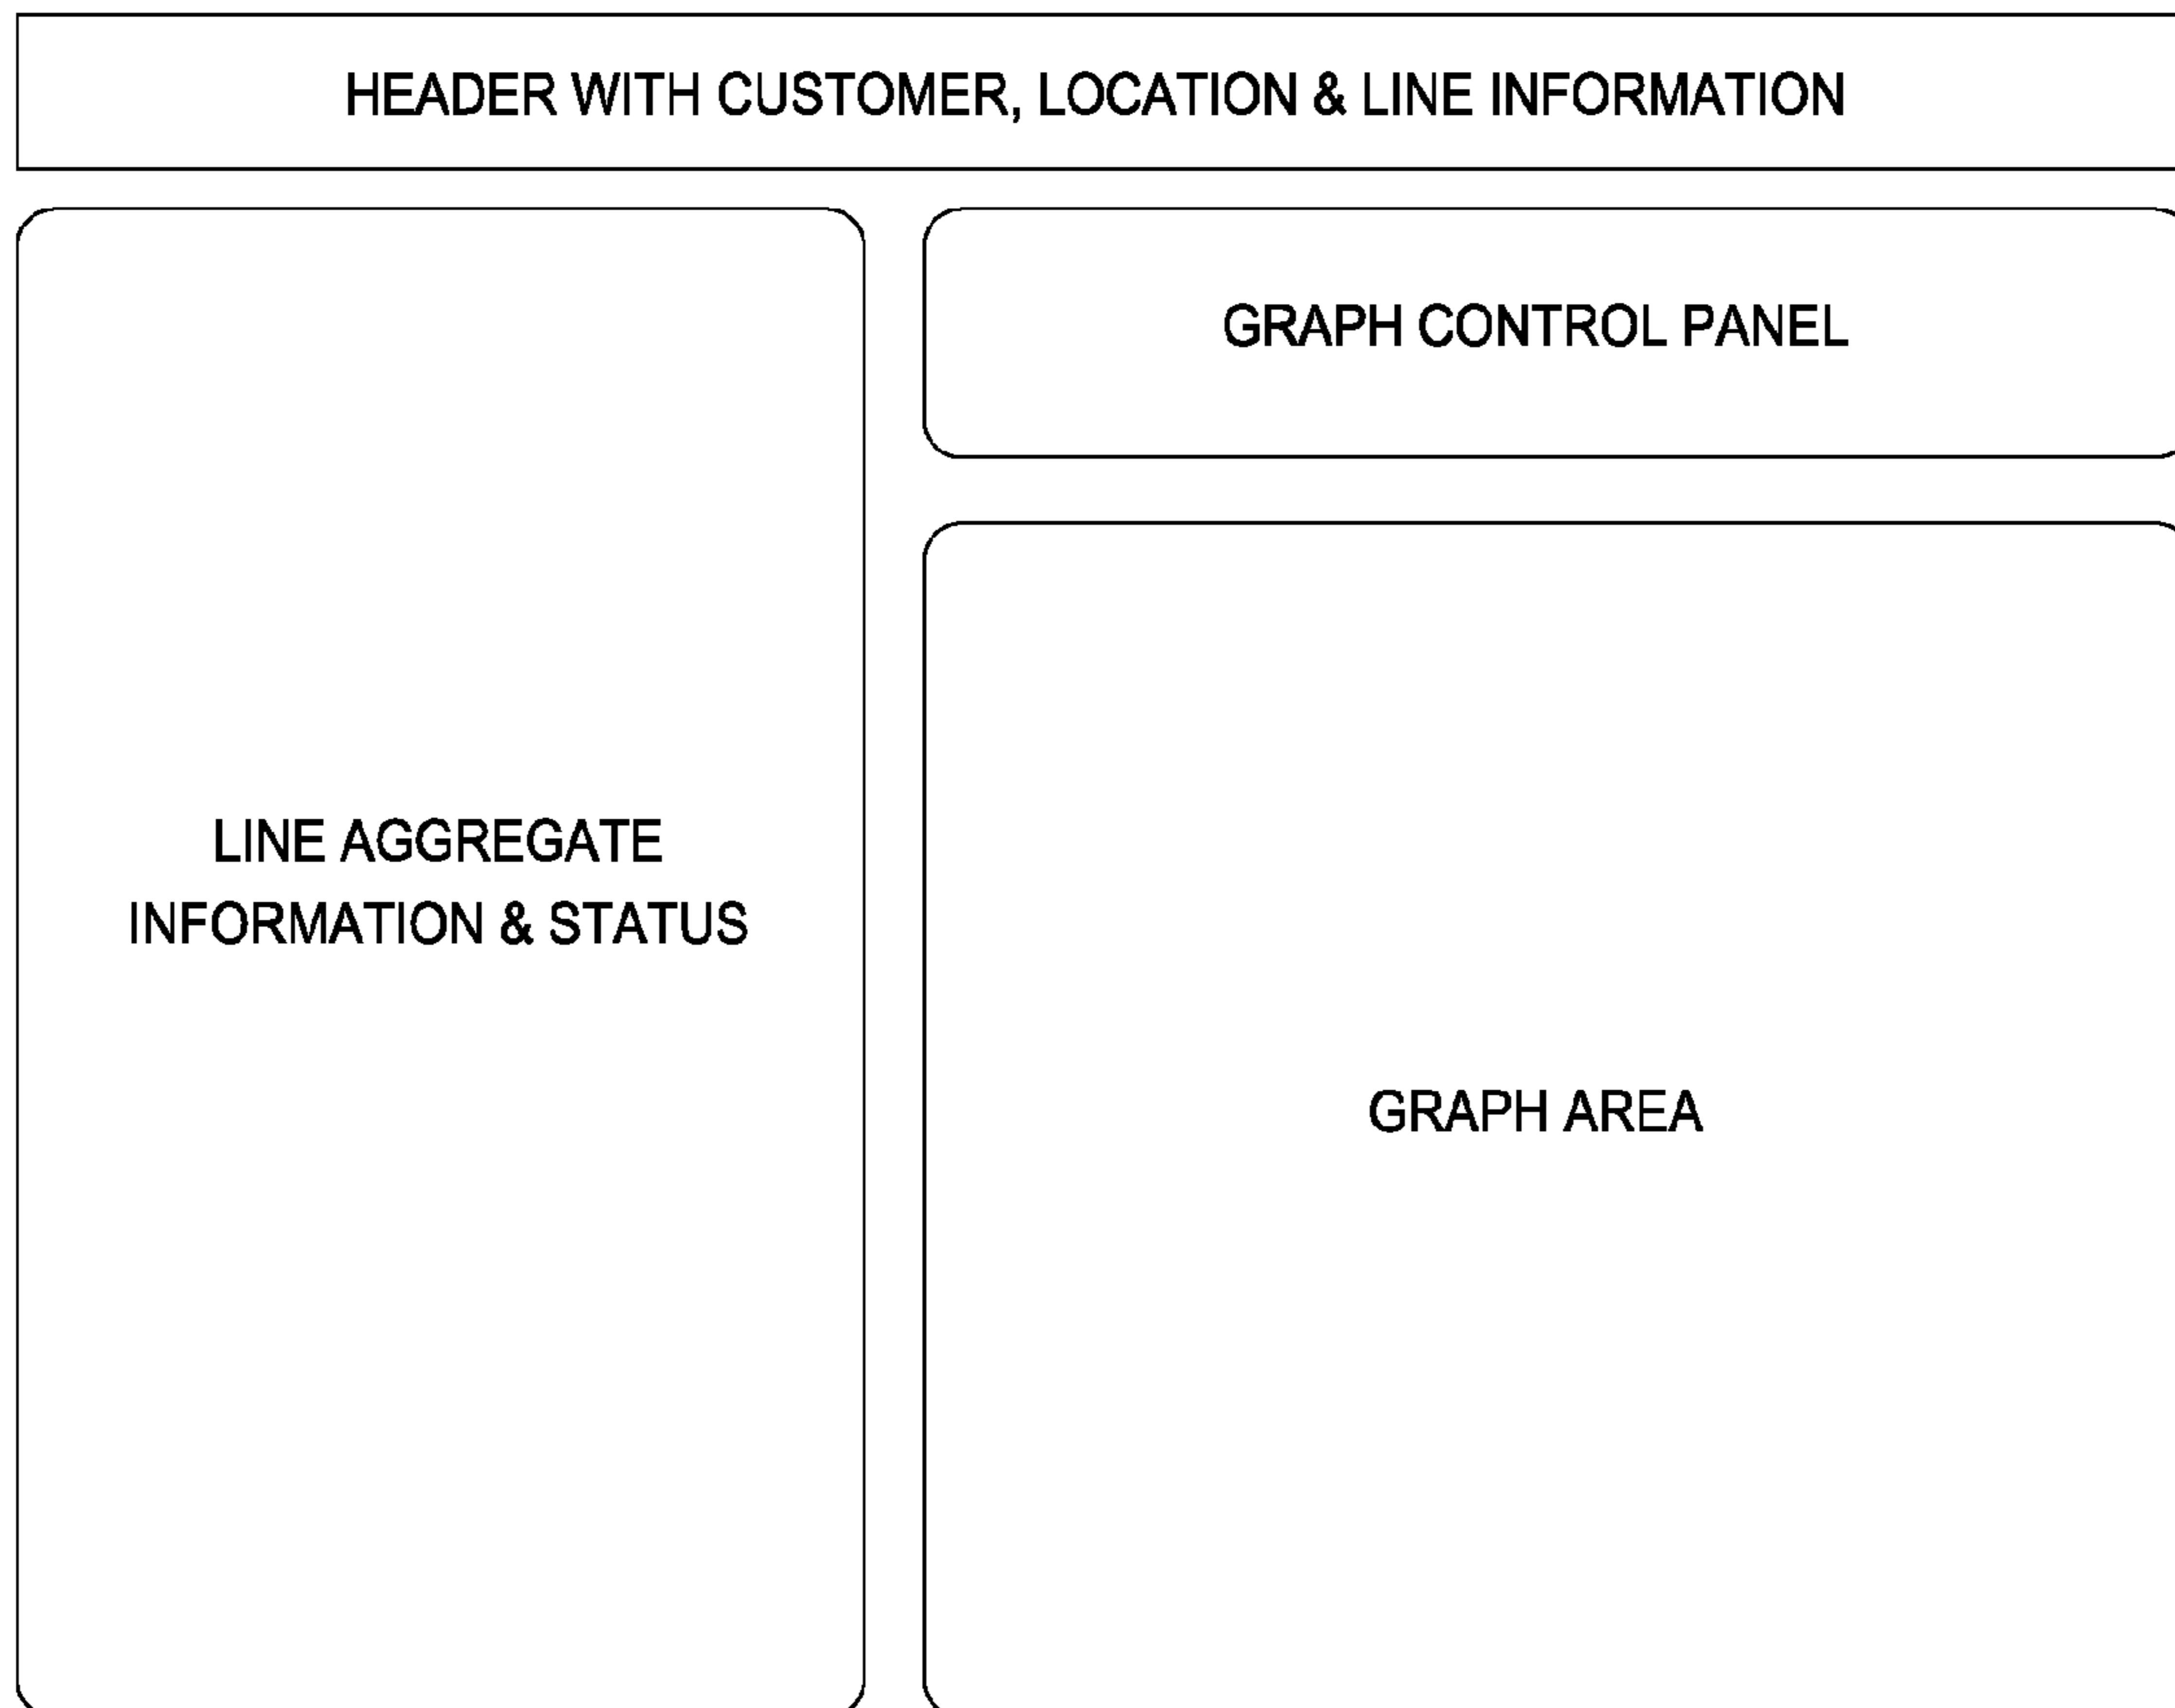 HEADER WITH CUSTOMER, LOCATION & LINE INFORMATION
GRAPH CONTROL PANEL
LINE AGGREGATE
INFORMATION & STATUS
GRAPH AREA